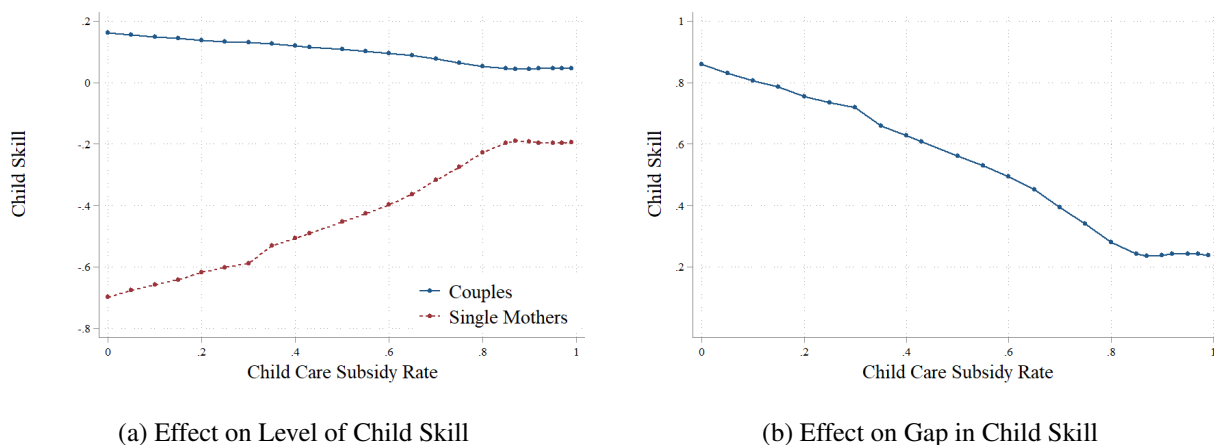 .2
0
-.2
-.4
-.6
-.8
Child Skill
Couples
Single Mothers
0 .2 .4 .6 .8 1
Child Care Subsidy Rate
(a) Effect on Level of Child Skill
1
.8
.6
.4
.2
Child Skill
0 .2 .4 .6 .8 1
Child Care Subsidy Rate
(b) Effect on Gap in Child Skill